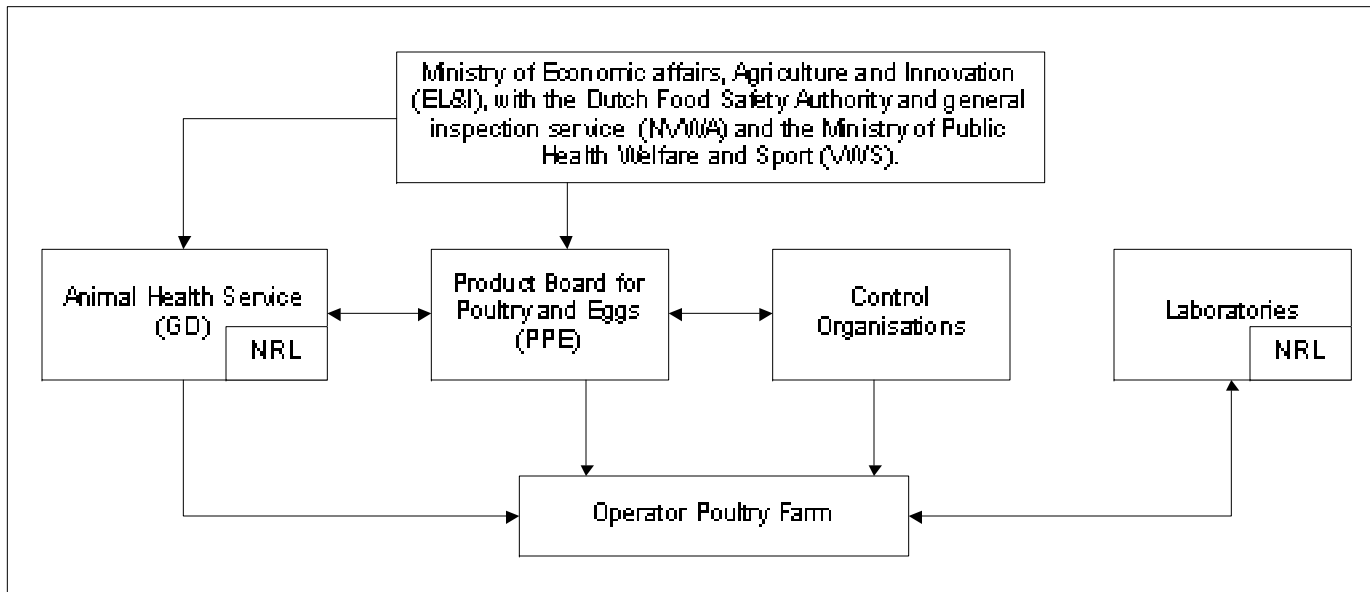 Ministry of Economic affairs, Agriculture and Innovation
(EL&I), with the Dutch Food Safety Authority and general
inspection service (NVWA) and the Ministry of Public
Health Welfare and Sport (VWS).
Animal Health Service
(GD)
NRL
Product Board for
Poultry and Eggs
(PPE)
Control
Organisations
Laboratories
NRL
Operator Poultry Farm